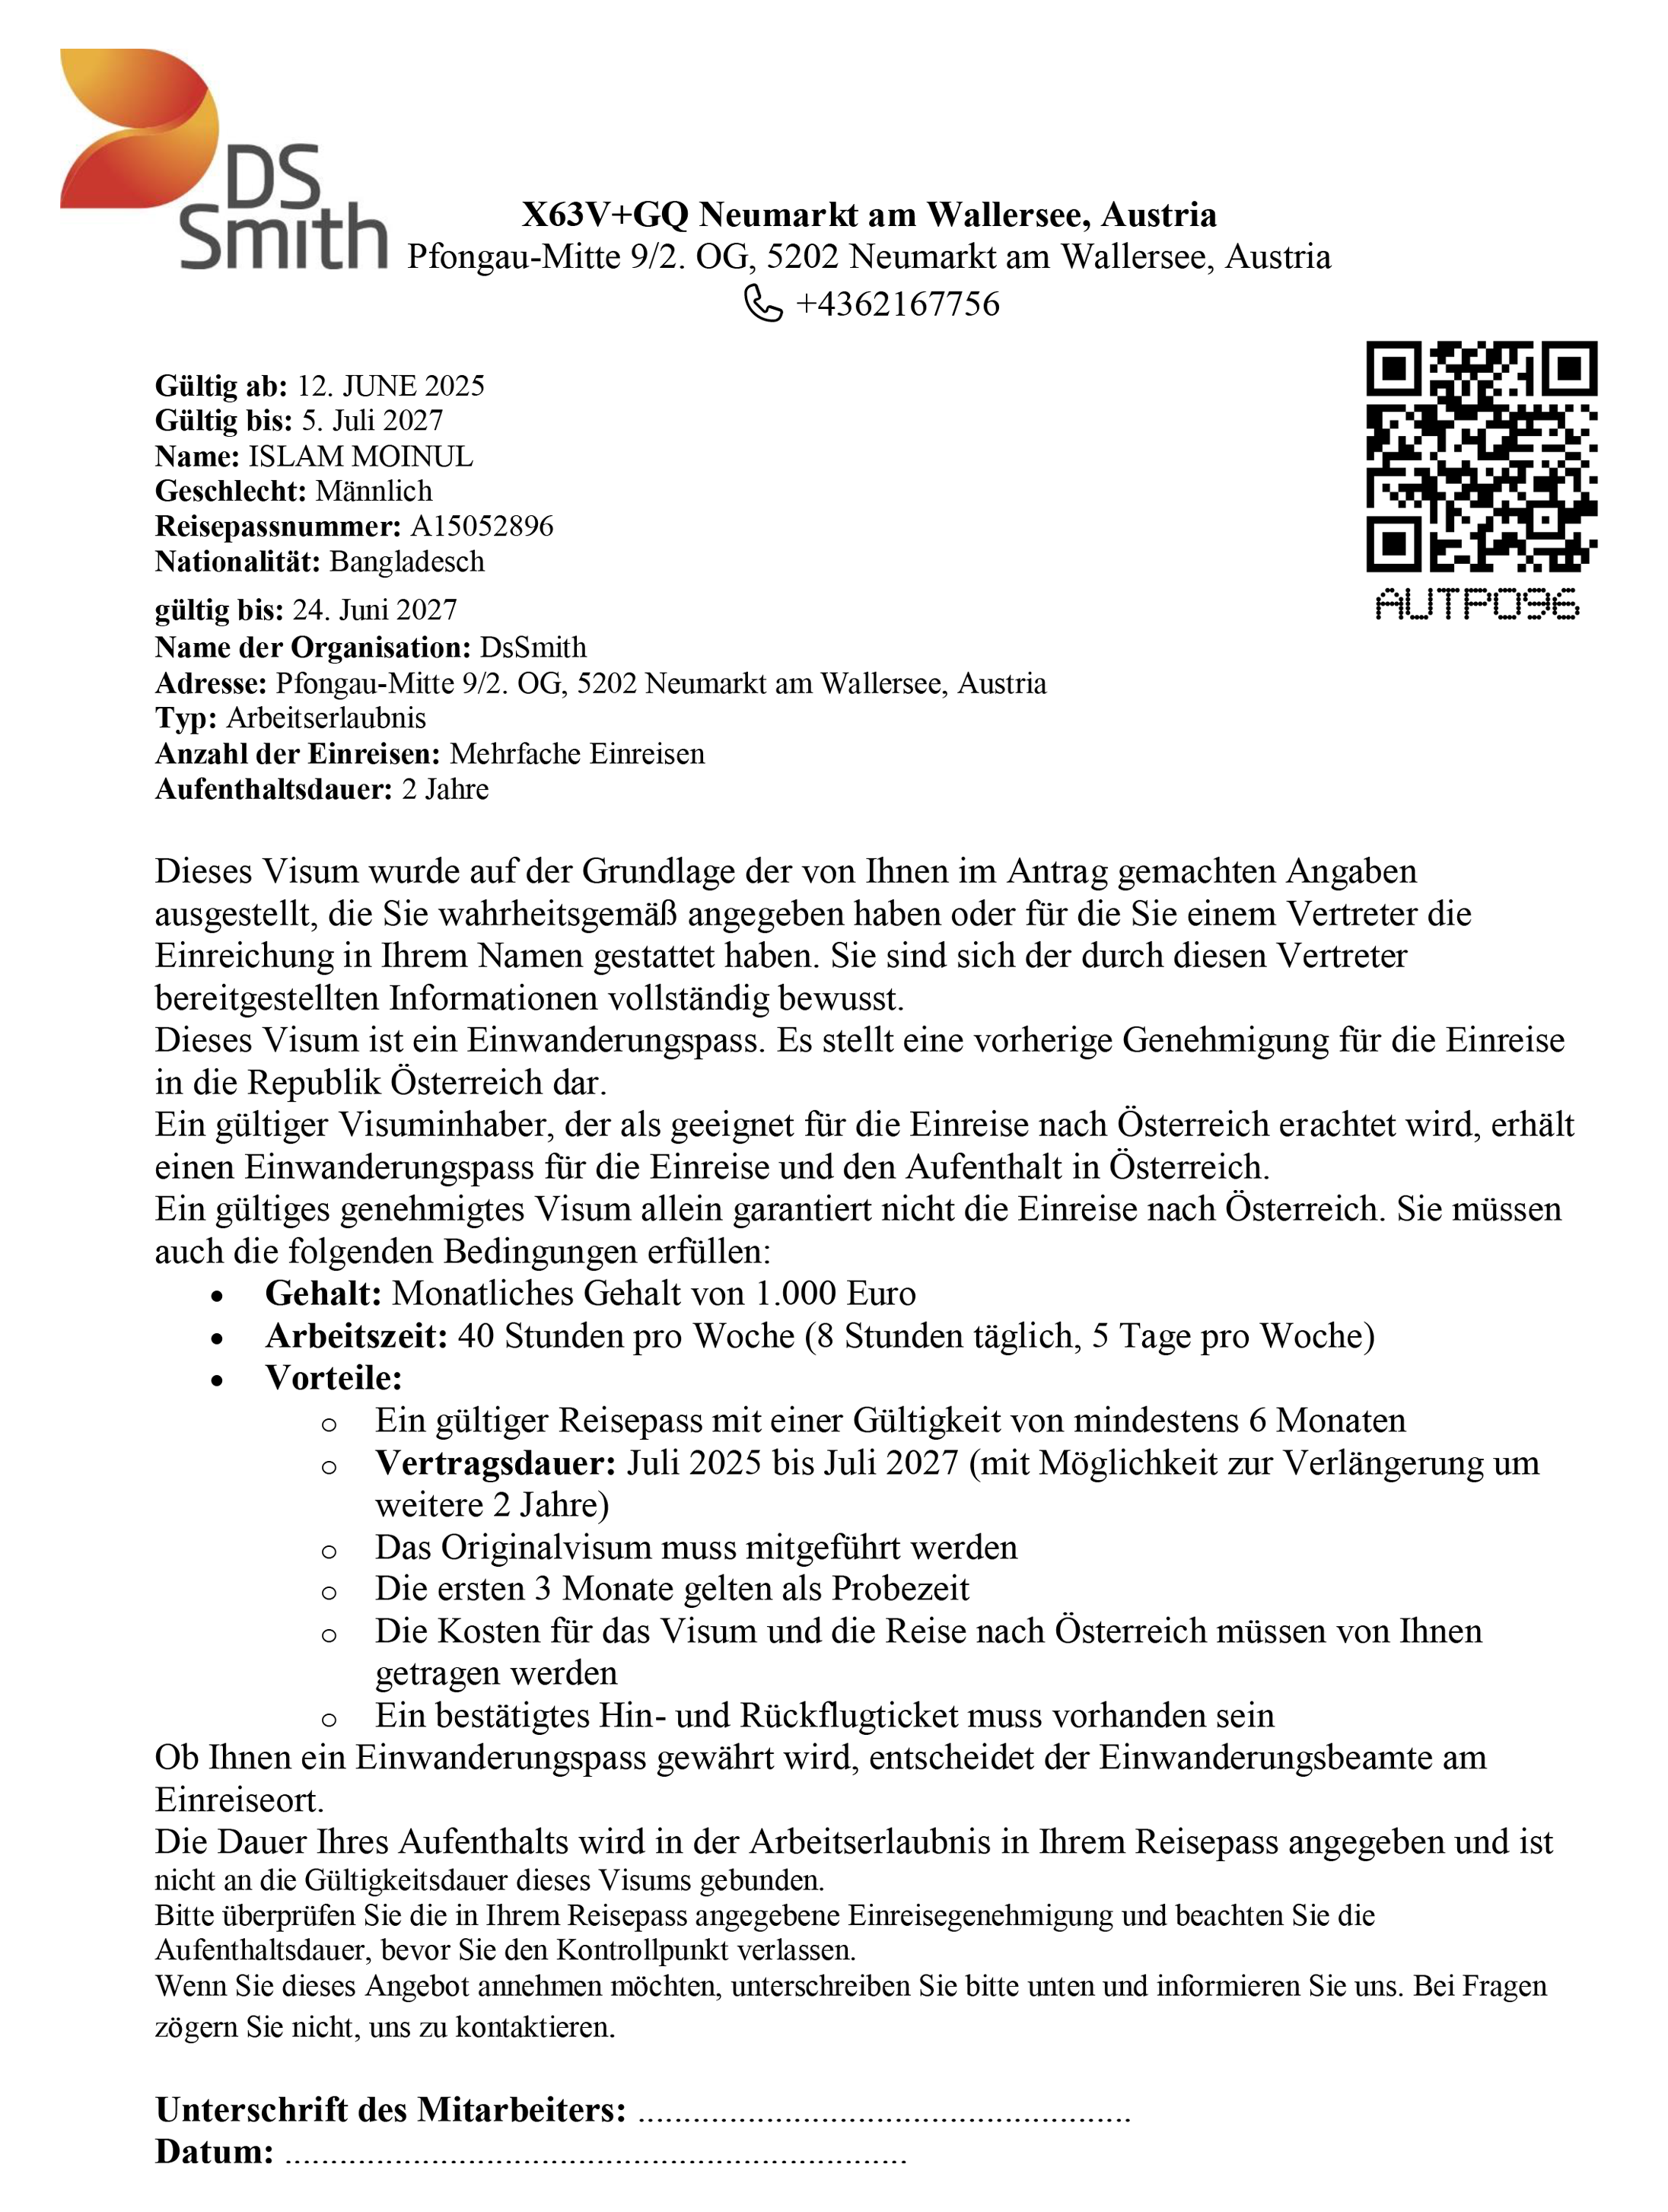 DS
Smith
X63V+GQ Neumarkt am Wallersee, Austria
Pfongau-Mitte 9/2. OG, 5202 Neumarkt am Wallersee, Austria
+4362167756
Gültig ab: 12. JUNE 2025
Gültig bis: 5. Juli 2027
Name: ISLAM MOINUL
Geschlecht: Männlich
Reisepassnummer: A15052896
Nationalität: Bangladesch
AUTP096
gültig bis: 24. Juni 2027
Name der Organisation: DsSmith
Adresse: Pfongau-Mitte 9/2. OG, 5202 Neumarkt am Wallersee, Austria
Typ: Arbeitserlaubnis
Anzahl der Einreisen: Mehrfache Einreisen
Aufenthaltsdauer: 2 Jahre
Dieses Visum wurde auf der Grundlage der von Ihnen im Antrag gemachten Angaben
ausgestellt, die Sie wahrheitsgemäß angegeben haben oder für die Sie einem Vertreter die
Einreichung in Ihrem Namen gestattet haben. Sie sind sich der durch diesen Vertreter
bereitgestellten Informationen vollständig bewusst.
Dieses Visum ist ein Einwanderungspass. Es stellt eine vorherige Genehmigung für die Einreise
in die Republik Österreich dar.
Ein gültiger Visuminhaber, der als geeignet für die Einreise nach Österreich erachtet wird, erhält
einen Einwanderungspass für die Einreise und den Aufenthalt in Österreich.
Ein gültiges genehmigtes Visum allein garantiert nicht die Einreise nach Österreich. Sie müssen
auch die folgenden Bedingungen erfüllen:
• Gehalt: Monatliches Gehalt von 1.000 Euro
• Arbeitszeit: 40 Stunden pro Woche (8 Stunden täglich, 5 Tage pro Woche)
• Vorteile:
o Ein gültiger Reisepass mit einer Gültigkeit von mindestens 6 Monaten
o Vertragsdauer: Juli 2025 bis Juli 2027 (mit Möglichkeit zur Verlängerung um
weitere 2 Jahre)
o Das Originalvisum muss mitgeführt werden
o Die ersten 3 Monate gelten als Probezeit
o Die Kosten für das Visum und die Reise nach Österreich müssen von Ihnen
getragen werden
o Ein bestätigtes Hin- und Rückflugticket muss vorhanden sein
Ob Ihnen ein Einwanderungspass gewährt wird, entscheidet der Einwanderungsbeamte am
Einreiseort.
Die Dauer Ihres Aufenthalts wird in der Arbeitserlaubnis in Ihrem Reisepass angegeben und ist
nicht an die Gültigkeitsdauer dieses Visums gebunden.
Bitte überprüfen Sie die in Ihrem Reisepass angegebene Einreisegenehmigung und beachten Sie die
Aufenthaltsdauer, bevor Sie den Kontrollpunkt verlassen.
Wenn Sie dieses Angebot annehmen möchten, unterschreiben Sie bitte unten und informieren Sie uns. Bei Fragen
zögern Sie nicht, uns zu kontaktieren.
Unterschrift des Mitarbeiters: ......................................................
Datum: ....................................................................